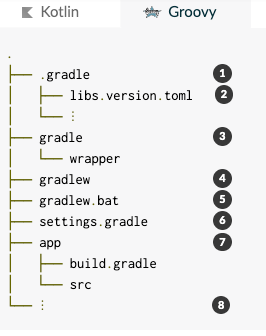 Kotlin Groovy
.
├── .gradle 1
│   ├── libs.version.toml 2
│   └── ⋮
├── gradle 3
│   └── wrapper
├── gradlew 4
├── gradlew.bat 5
├── settings.gradle 6
├── app 7
│   ├── build.gradle
│   └── src
└── ⋮ 8